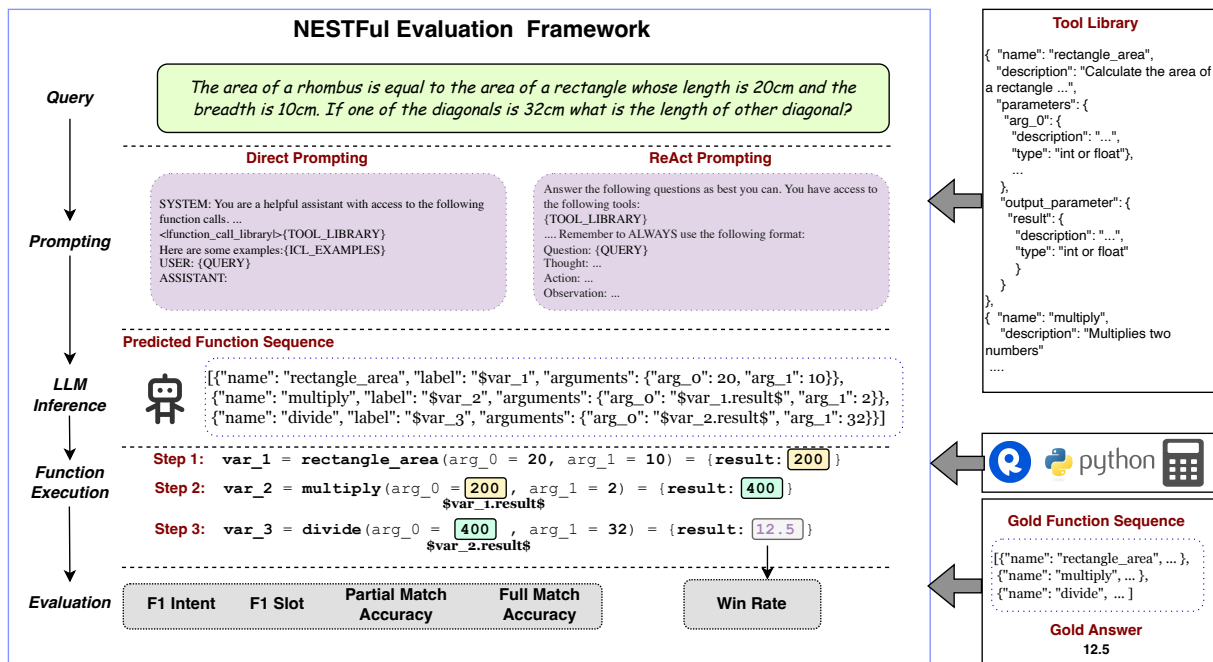 NESTFul Evaluation Framework
Query
The area of a rhombus is equal to the area of a rectangle whose length is 20cm and the
breadth is 10cm. If one of the diagonals is 32cm what is the length of other diagonal?
Prompting
Direct Prompting
SYSTEM: You are a helpful assistant with access to the following
function calls. ...
<|function_call_library|>{TOOL_LIBRARY}
Here are some examples:{ICL_EXAMPLES}
USER: {QUERY}
ASSISTANT:
ReAct Prompting
Answer the following questions as best you can. You have access to
the following tools:
{TOOL_LIBRARY}
.... Remember to ALWAYS use the following format:
Question: {QUERY}
Thought: ...
Action: ...
Observation: ...
LLM
Inference
Predicted Function Sequence
[{"name": "rectangle_area", "label": "$var_1", "arguments": {"arg_0": 20, "arg_1": 10}},
{"name": "multiply", "label": "$var_2", "arguments": {"arg_0": "$var_1.result$", "arg_1": 2}},
{"name": "divide", "label": "$var_3", "arguments": {"arg_0": "$var_2.result$", "arg_1": 32}}]
Function
Execution
Step 1: var_1 = rectangle_area(arg_0 = 20, arg_1 = 10) = {result: 200 }
Step 2: var_2 = multiply(arg_0 = 200 , arg_1 = 2) = {result: 400 }
$var_1.result$
Step 3: var_3 = divide(arg_0 = 400 , arg_1 = 32) = {result: 12.5 }
$var_2.result$
Evaluation
F1 Intent
F1 Slot
Partial Match
Accuracy
Full Match
Accuracy
Win Rate
Tool Library
{ "name": "rectangle_area",
"description": "Calculate the area of
a rectangle ...",
"parameters": {
"arg_0": {
"description": "...",
"type": "int or float"},
...
},
"output_parameter": {
"result": {
"description": "...",
"type": "int or float"
}
}
},
{ "name": "multiply",
"description": "Multiplies two
numbers"
....
python
Gold Function Sequence
[{"name": "rectangle_area", ... },
{"name": "multiply", ... },
{"name": "divide", ... ]
Gold Answer
12.5